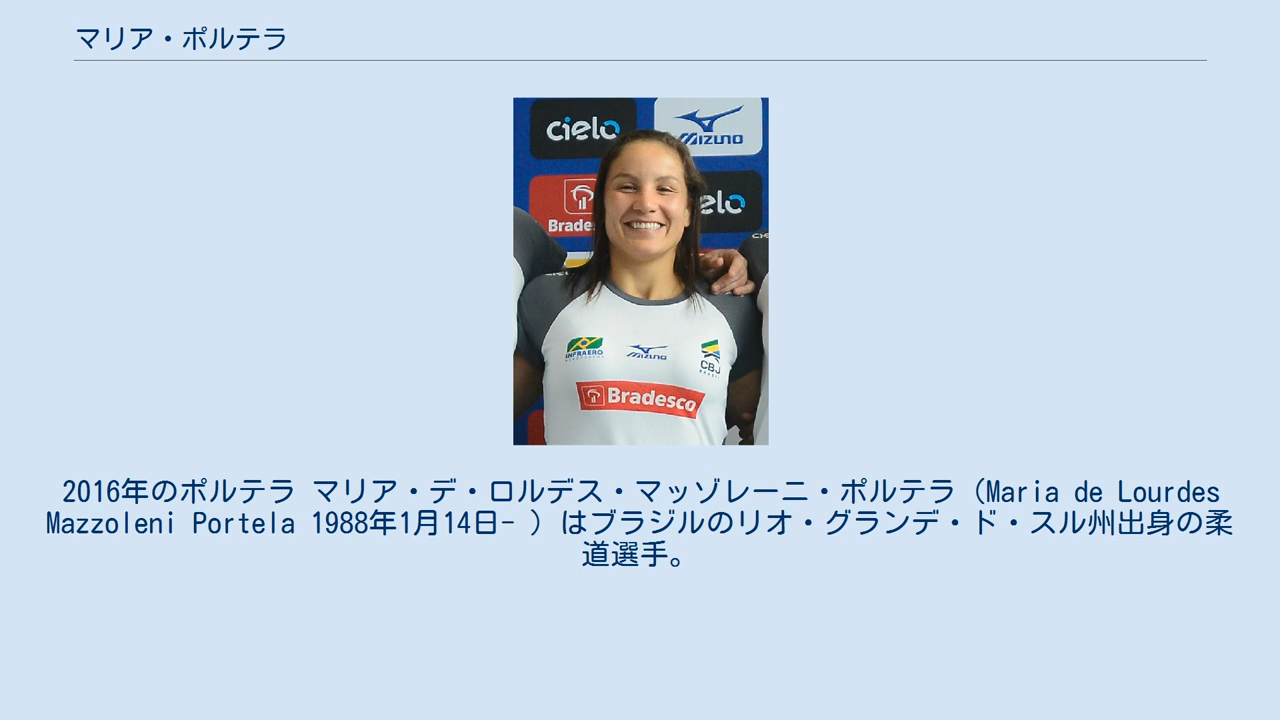 マリア・ポルテラ
cielo
MIZUNO
Brade
elo
cie
INFRAERO
MIZUNO
CBJ
BRASIL
Bradesco
2016年のポルテラ マリア・デ・ロルデス・マッゾレーニ・ポルテラ（Maria de Lourdes
Mazzoleni Portela 1988年1月14日- ）はブラジルのリオ・グランデ・ド・スル州出身の柔
道選手。